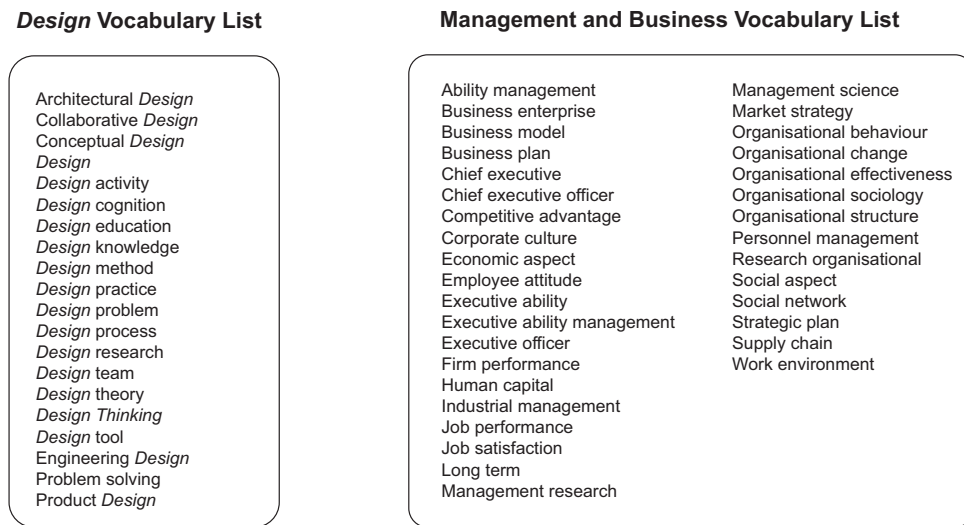 Design Vocabulary List
Architectural Design
Collaborative Design
Conceptual Design
Design
Design activity
Design cognition
Design education
Design knowledge
Design method
Design practice
Design problem
Design process
Design research
Design team
Design theory
Design Thinking
Design tool
Engineering Design
Problem solving
Product Design
Management and Business Vocabulary List
Ability management
Business enterprise
Business model
Business plan
Chief executive
Chief executive officer
Competitive advantage
Corporate culture
Economic aspect
Employee attitude
Executive ability
Executive ability management
Executive officer
Firm performance
Human capital
Industrial management
Job performance
Job satisfaction
Long term
Management research
Management science
Market strategy
Organisational behaviour
Organisational change
Organisational effectiveness
Organisational sociology
Organisational structure
Personnel management
Research organisational
Social aspect
Social network
Strategic plan
Supply chain
Work environment